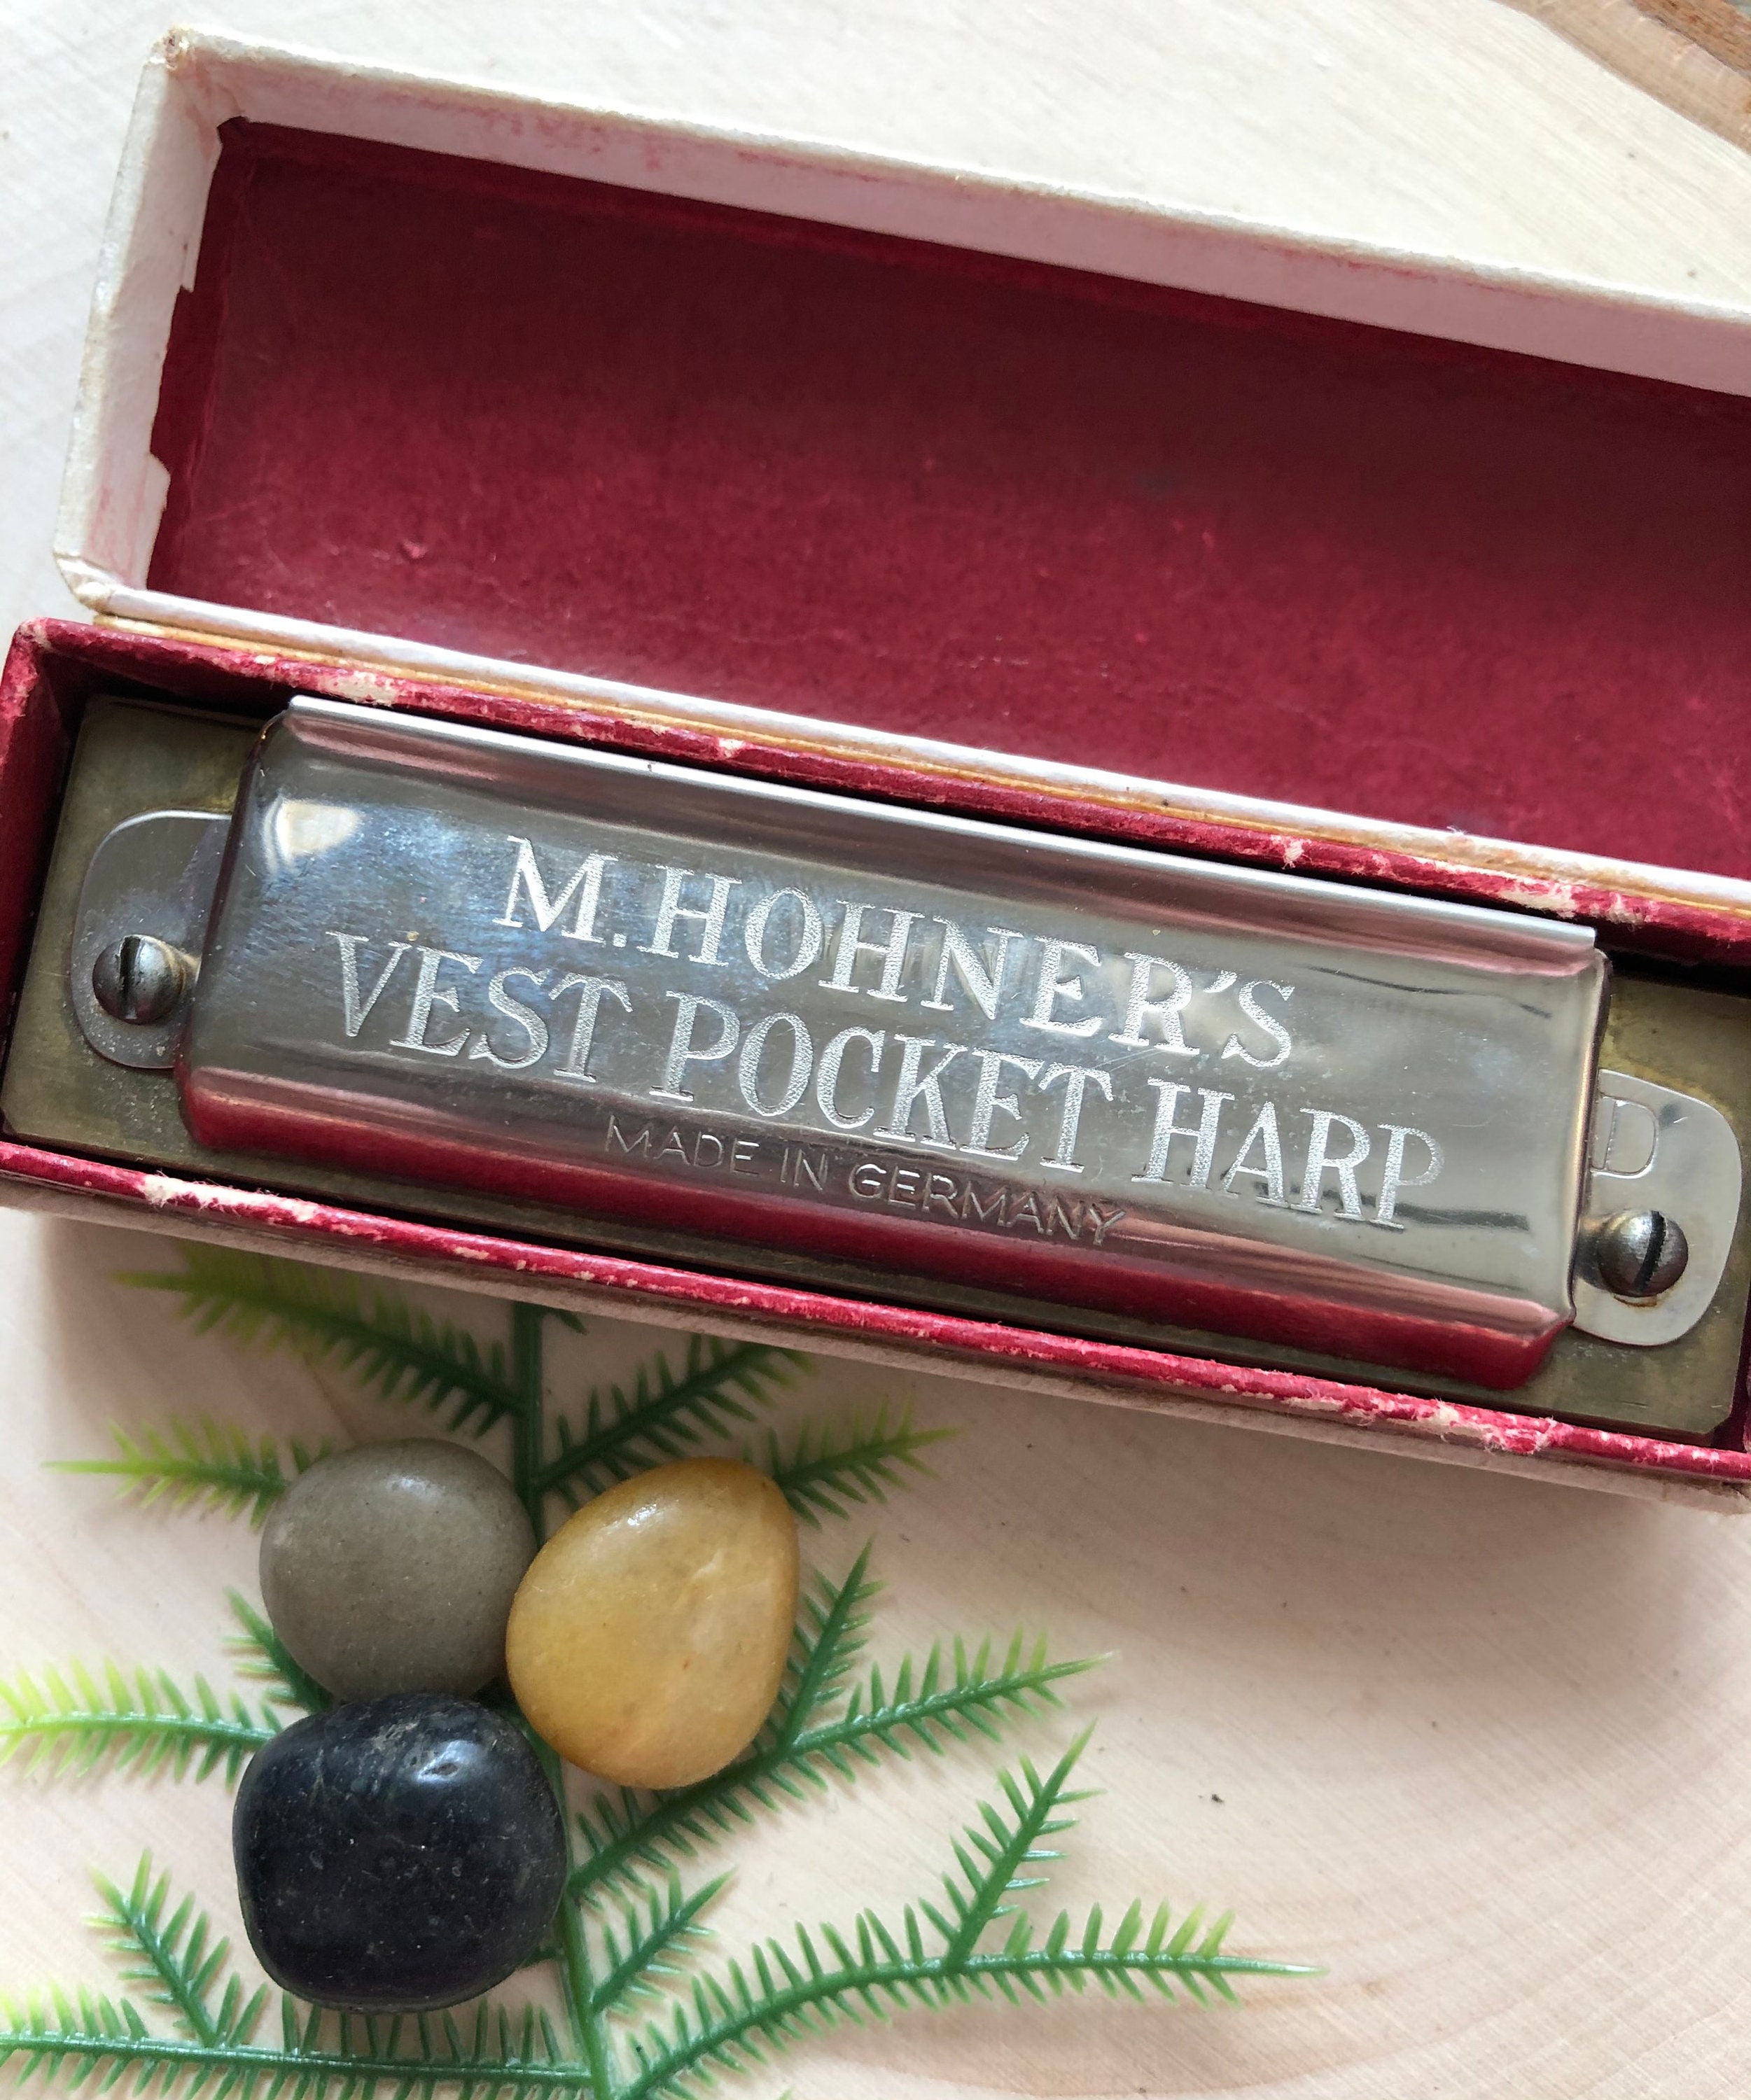 M.HOHNER'S
VEST POCKET HARP
MADE IN GERMANY
D